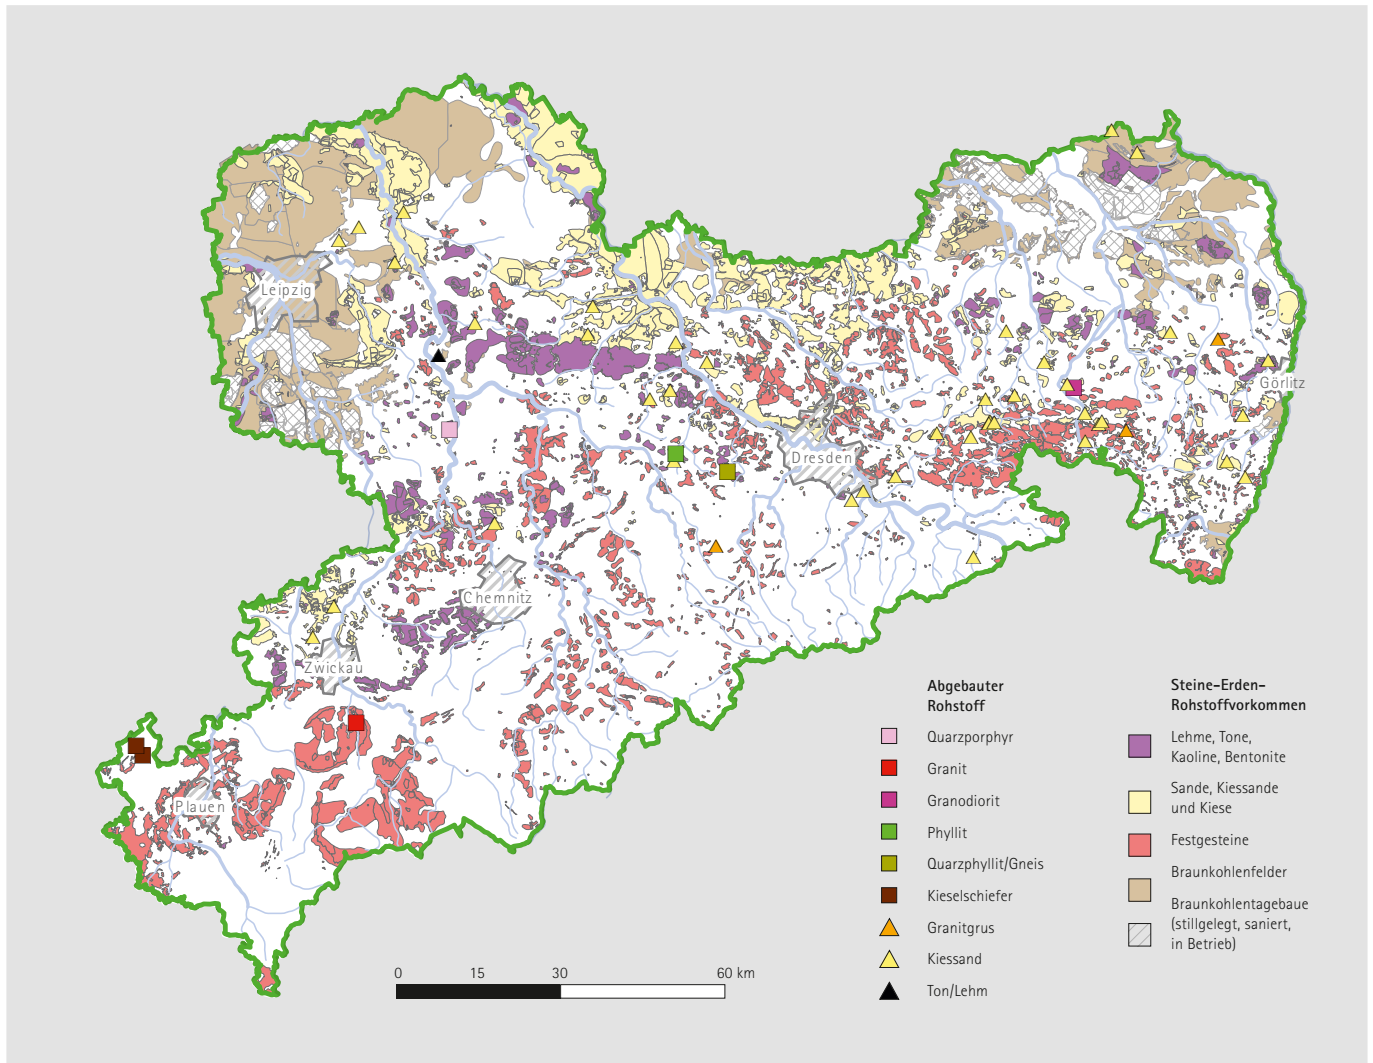 Leipzig
Görlitz
Dresden
Chemnitz
Zwickau
Plauen
0 15 30 60 km
Abgebauter
Rohstoff
Quarzporphyr
Granit
Granodiorit
Phyllit
Quarzphyllit/Gneis
Kieselschiefer
Granitgrus
Kiessand
Ton/Lehm
Steine-Erden-
Rohstoffvorkommen
Lehme, Tone,
Kaoline, Bentonite
Sande, Kiessande
und Kiese
Festgesteine
Braunkohlenfelder
Braunkohlentagebaue
(stillgelegt, saniert,
in Betrieb)